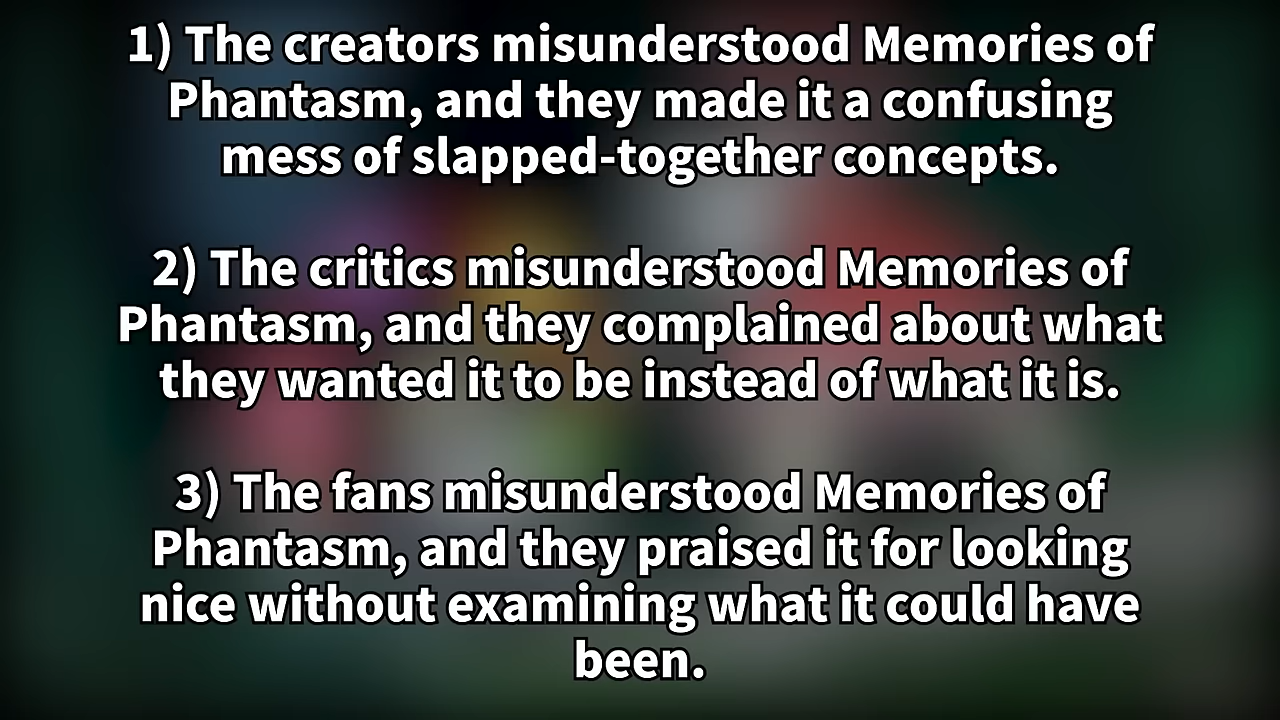 1) The creators misunderstood Memories of
Phantasm, and they made it a confusing
mess of slapped-together concepts.
2) The critics misunderstood Memories of
Phantasm, and they complained about what
they wanted it to be instead of what it is.
3) The fans misunderstood Memories of
Phantasm, and they praised it for looking
nice without examining what it could have
been.